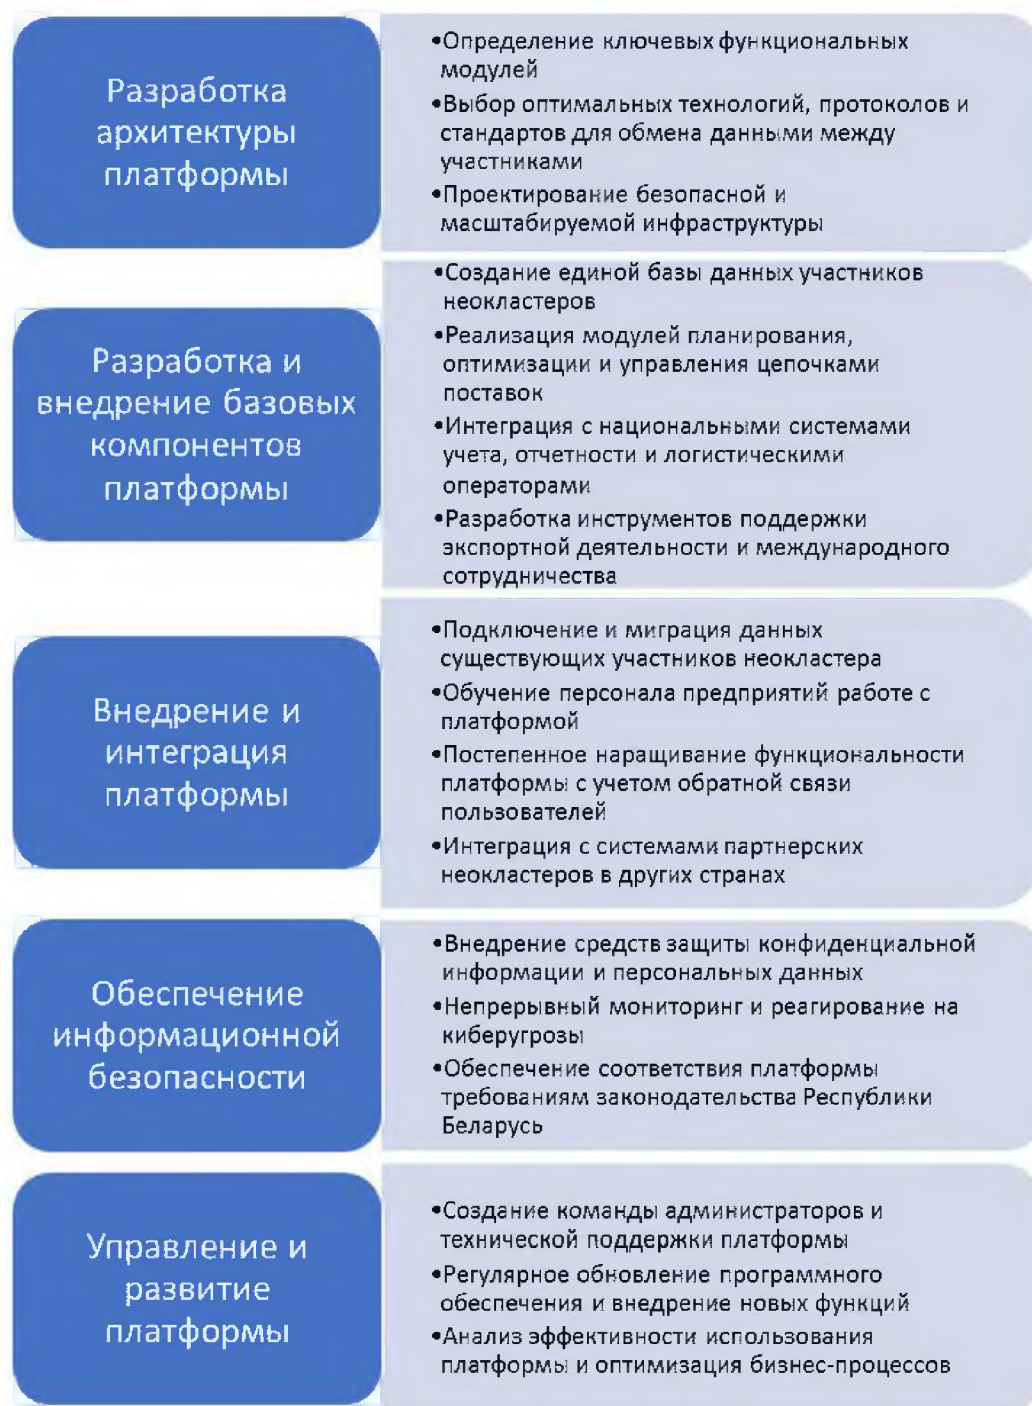 Разработка
архитектуры
платформы
•Определение ключевых функциональных
модулей
•Выбор оптимальных технологий, протоколов и
стандартов для обмена данными между
участниками
•Проектирование безопасной и
масштабируемой инфраструктуры
Разработка и
внедрение базовых
компонентов
платформы
•Создание единой базы данных участников
неокластеров
•Реализация модулей планирования,
оптимизации и управления цепочками
поставок
•Интеграция с национальными системами
учета, отчетности и логистическими
операторами
•Разработка инструментов поддержки
экспортной деятельности и международного
сотрудничества
Внедрение и
интеграция
платформы
•Подключение и миграция данных
существующих участников неокластера
•Обучение персонала предприятий работе с
платформой
•Постепенное наращивание функциональности
платформы с учетом обратной связи
пользователей
•Интеграция с системами партнерских
неокластеров в других странах
Обеспечение
информационной
безопасности
•Внедрение средств защиты конфиденциальной
информации и персональных данных
•Непрерывный мониторинг и реагирование на
киберугрозы
•Обеспечение соответствия платформы
требованиям законодательства Республики
Беларусь
Управление и
развитие
платформы
•Создание команды администраторов и
технической поддержки платформы
•Регулярное обновление программного
обеспечения и внедрение новых функций
•Анализ эффективности использования
платформы и оптимизация бизнес-процессов